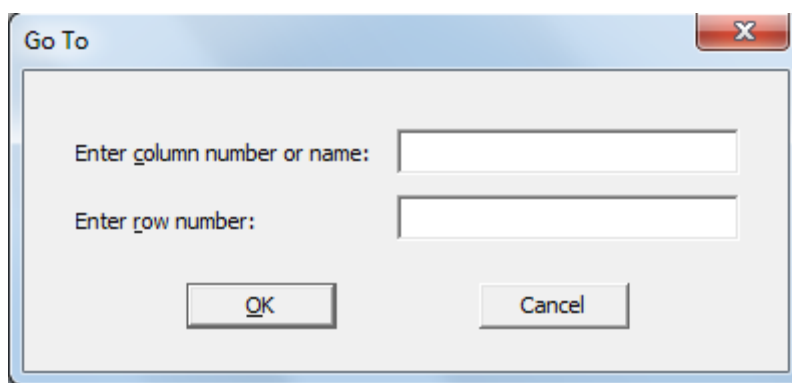 Go To
Enter column number or name:
Enter row number:
OK
Cancel